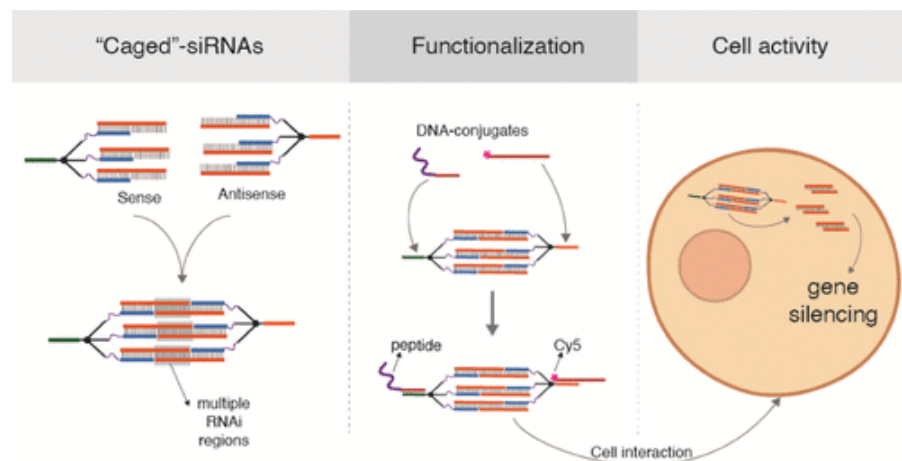 “Caged”-siRNAs
Functionalization
Cell activity
Sense
Antisense
multiple
RNAi
regions
DNA-conjugates
peptide
Cy5
Cell interaction
gene
silencing